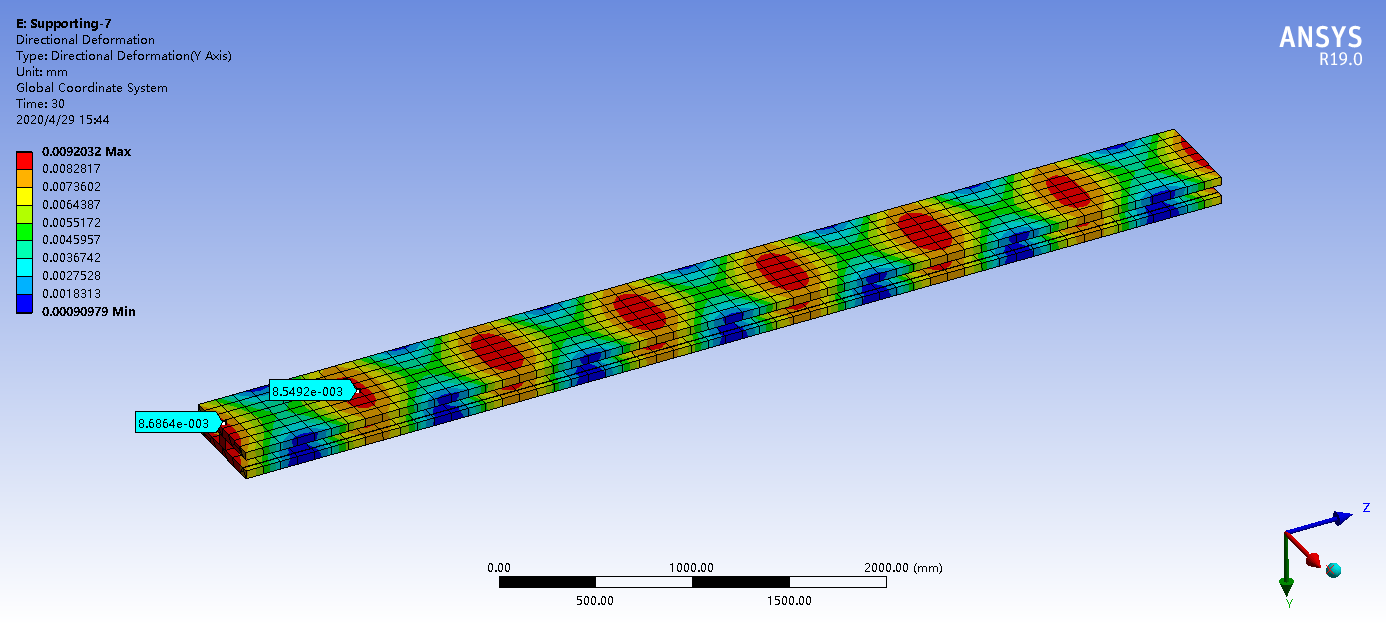 E: Supporting-7
Directional Deformation
Type: Directional Deformation(Y Axis)
Unit: mm
Global Coordinate System
Time: 30
2020/4/29 15:44
ANSYS
R19.0
0.0092032 Max
0.0082817
0.0073602
0.0064387
0.0055172
0.0045957
0.0036742
0.0027528
0.0018313
0.00090979 Min
8.5492e-003
8.6864e-003
0.00
1000.00
2000.00 (mm)
500.00
1500.00
Z
Y